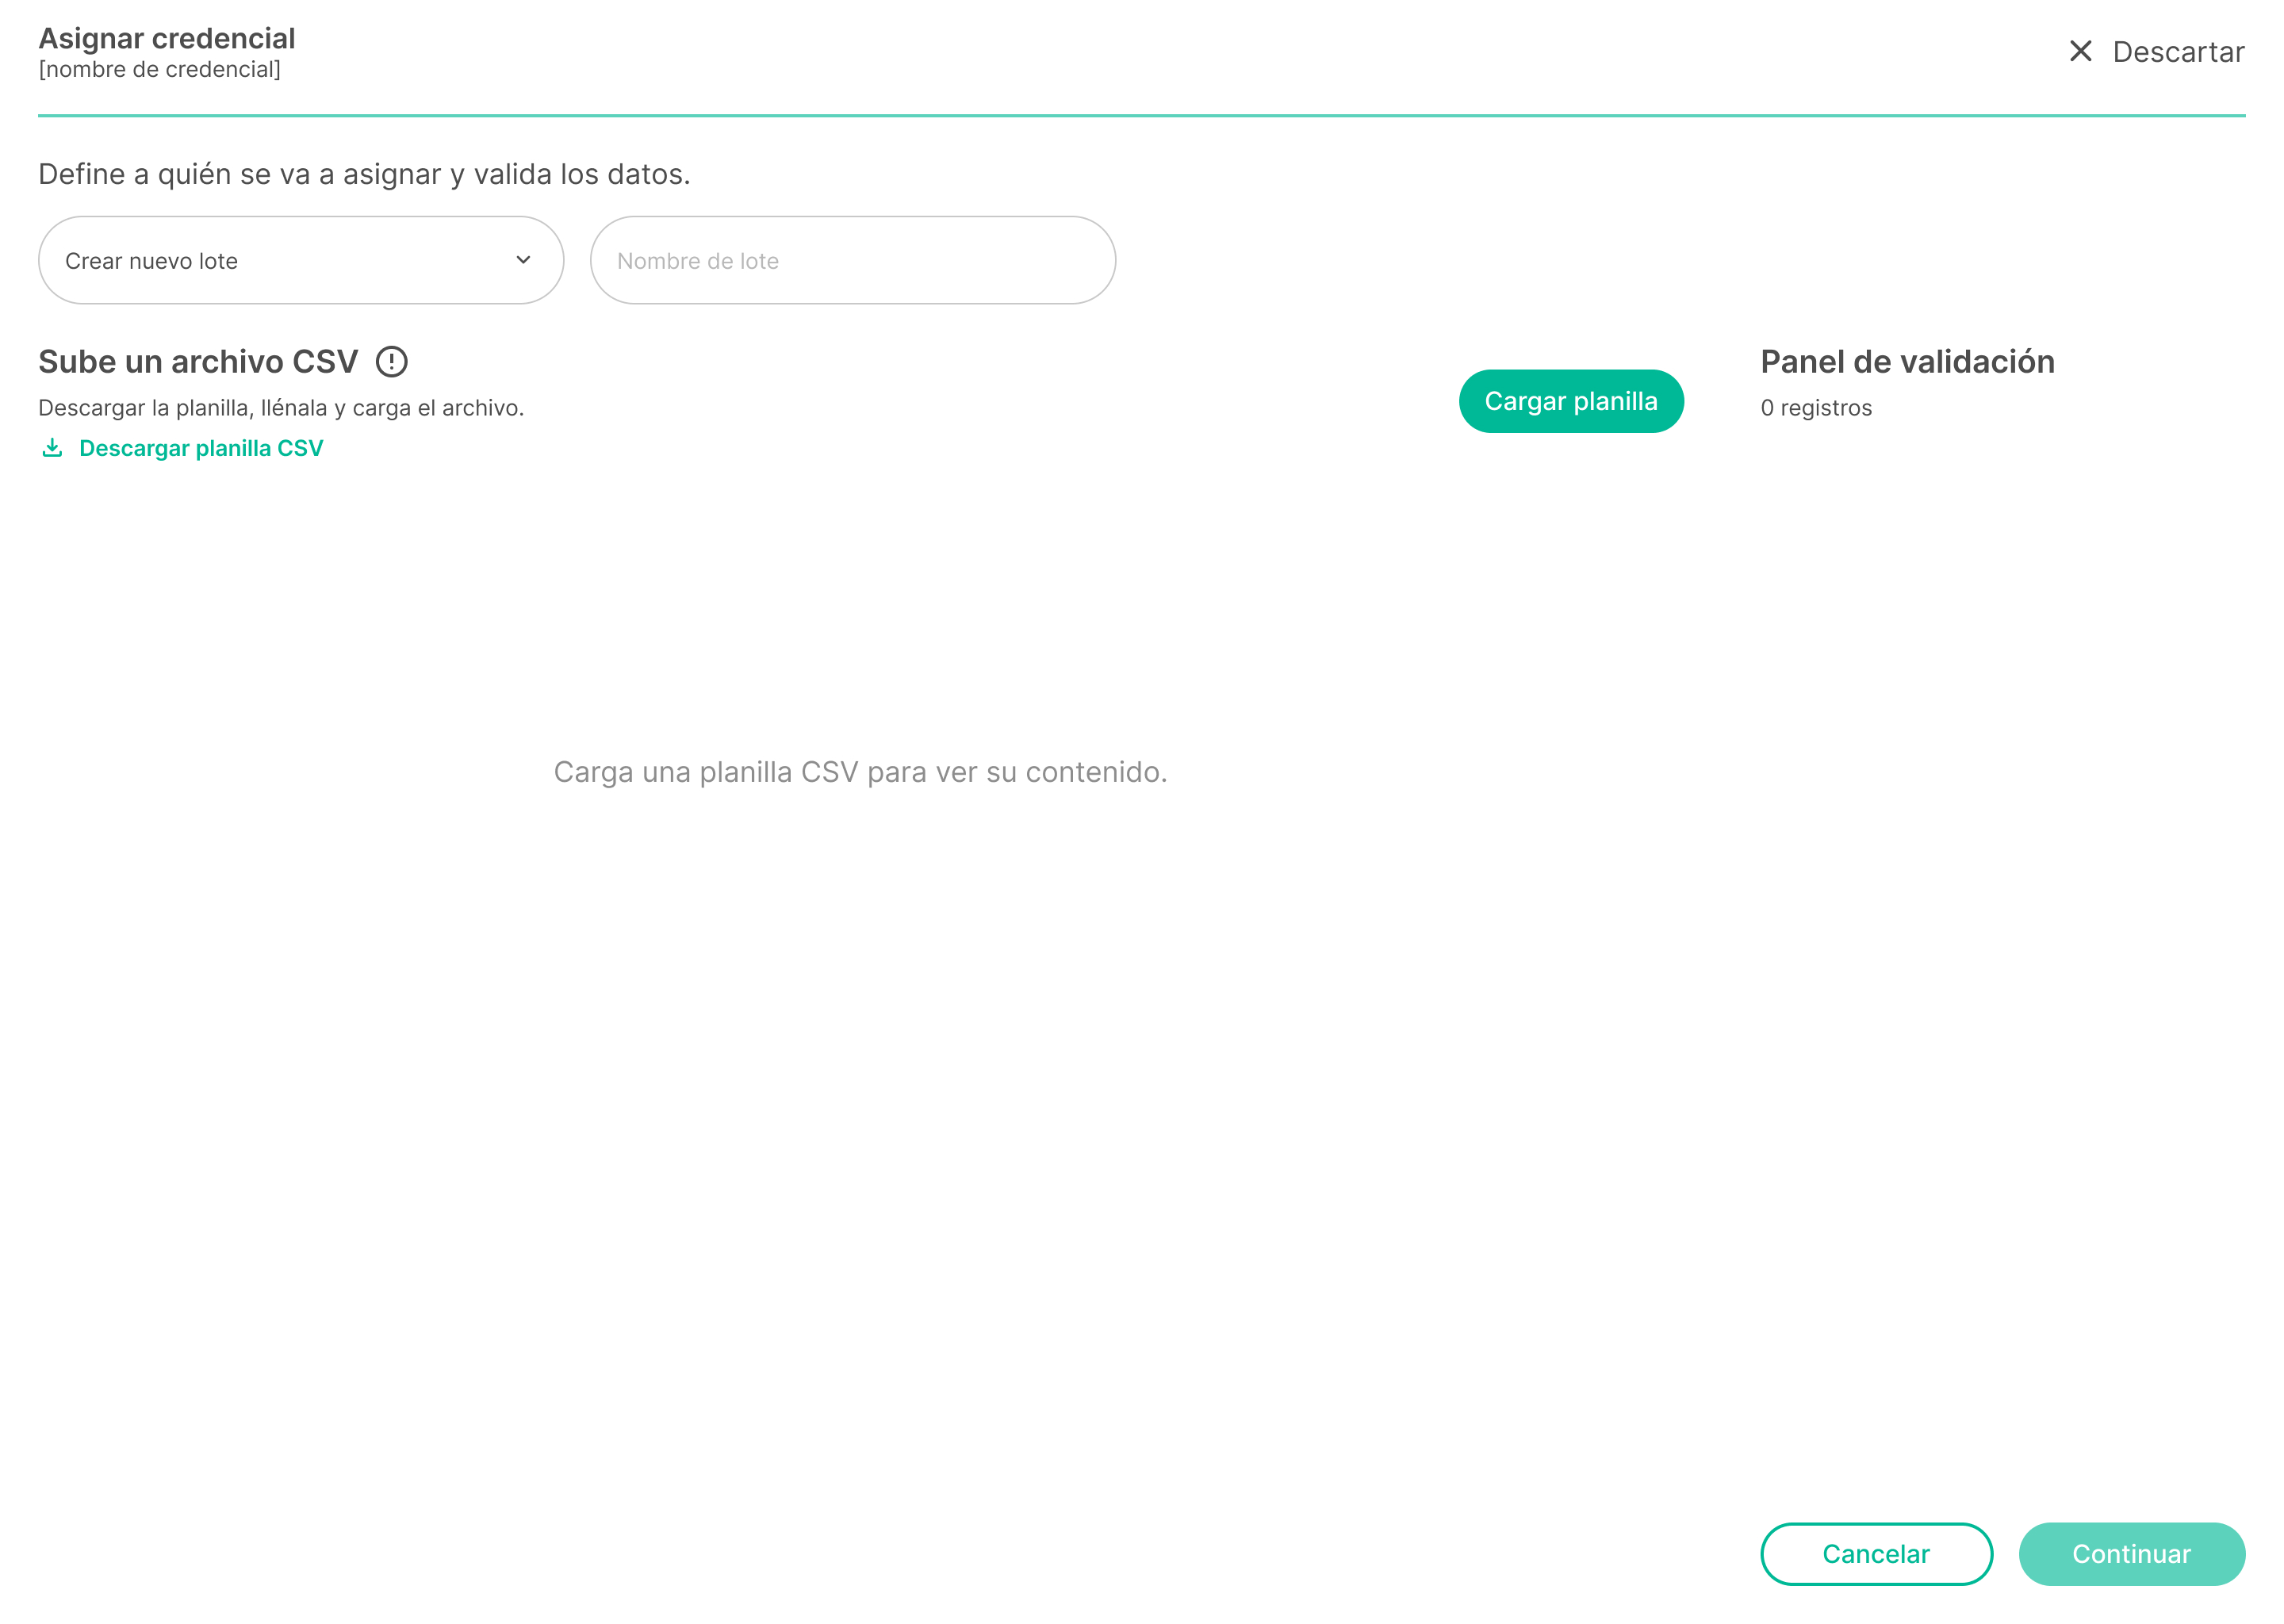 Asignar credencial
[nombre de credencial]
Descartar
Define a quién se va a asignar y valida los datos.
Crear nuevo lote
Nombre de lote
Sube un archivo CSV
Descargar la planilla, llénala y carga el archivo.
Descargar planilla CSV
Cargar planilla
Panel de validación
0 registros
Carga una planilla CSV para ver su contenido.
Cancelar
Continuar